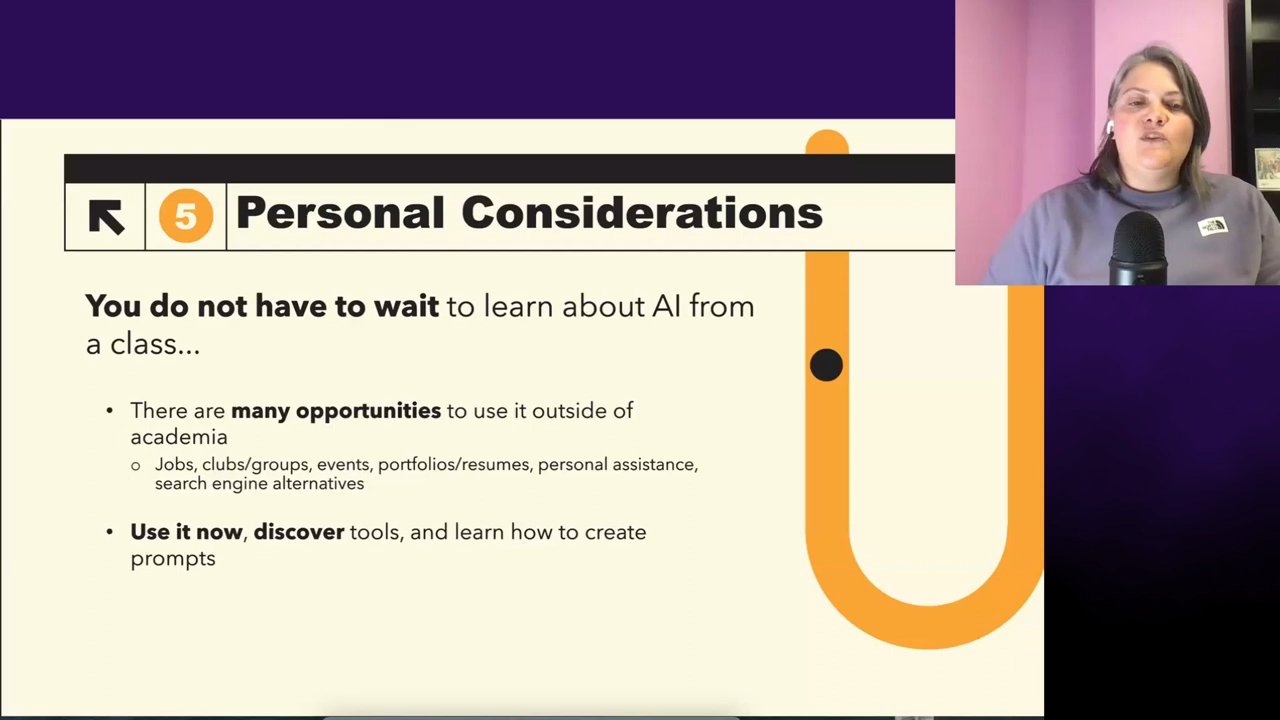 5 Personal Considerations
You do not have to wait to learn about AI from
a class...
• There are many opportunities to use it outside of
academia
o Jobs, clubs/groups, events, portfolios/resumes, personal assistance,
search engine alternatives
• Use it now, discover tools, and learn how to create
prompts